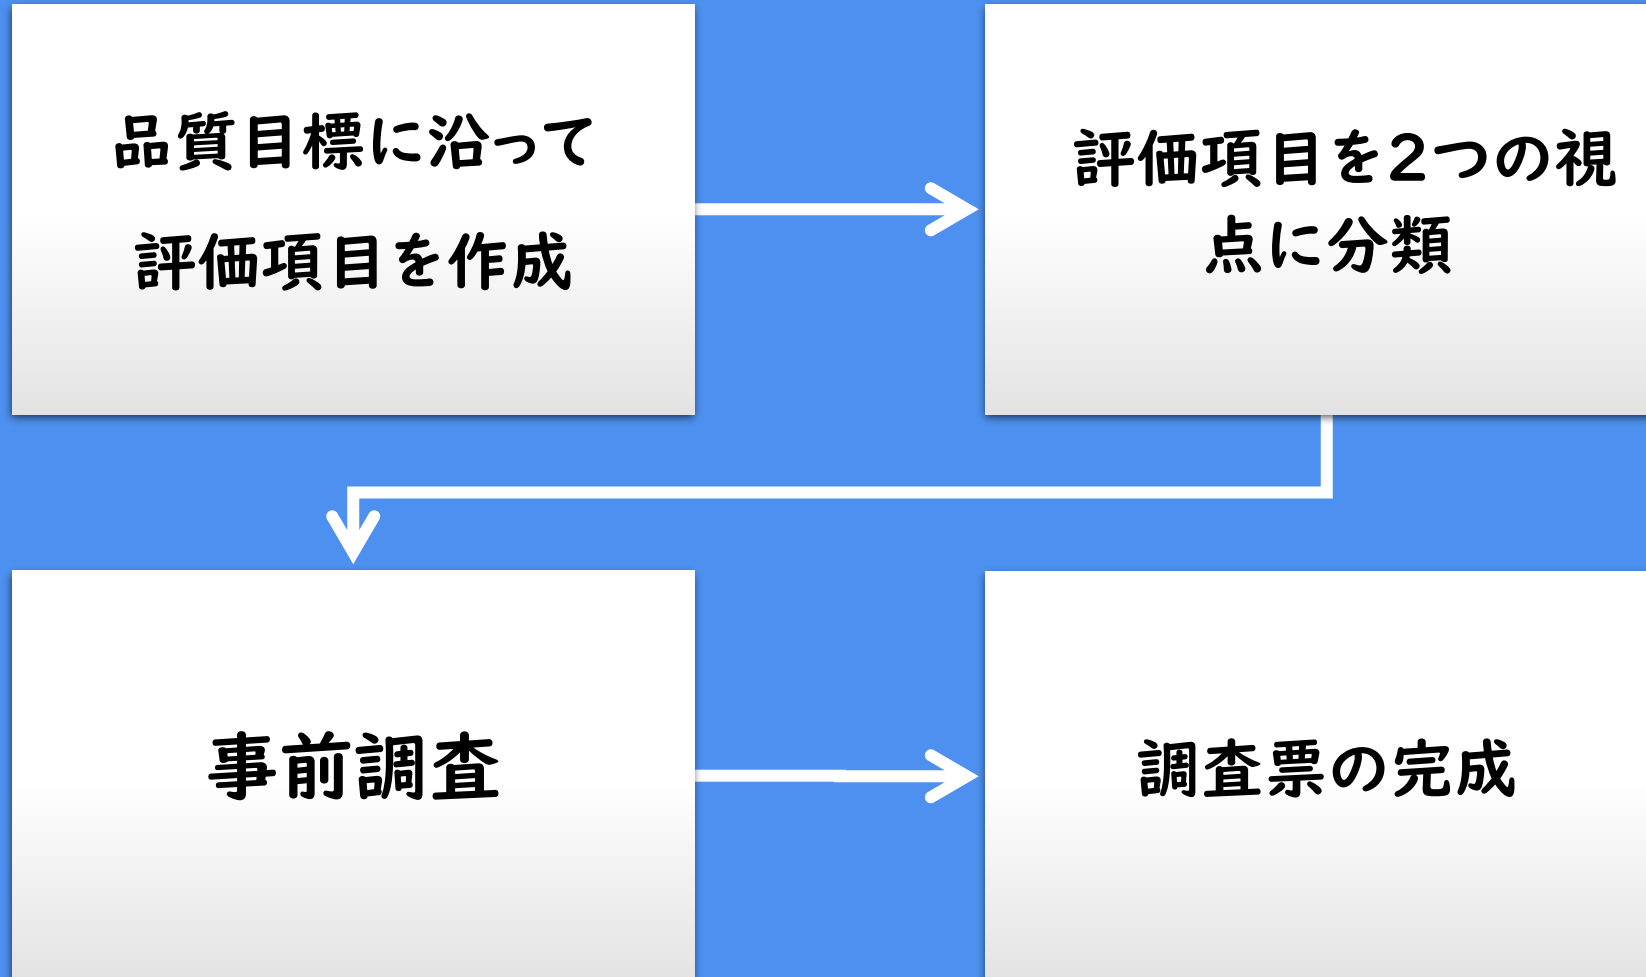 品質目標に沿って
評価項目を作成
評価項目を2つの視
点に分類
事前調査
調査票の完成